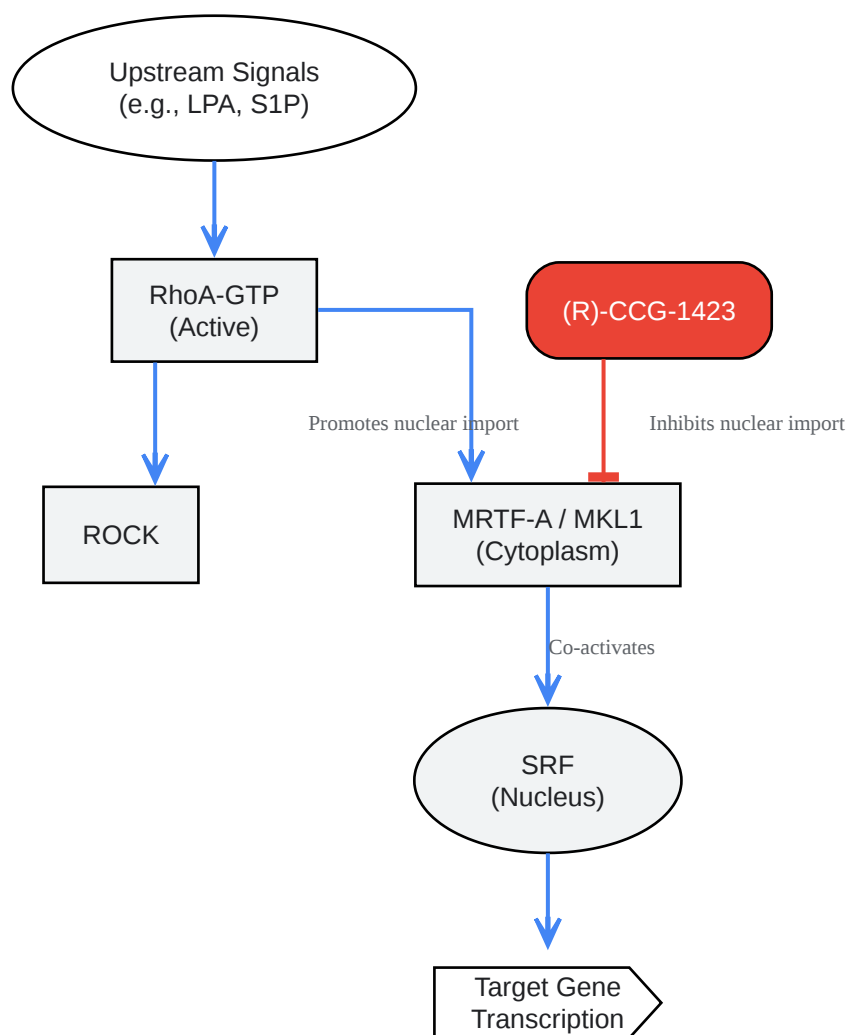 Upstream Signals
(e.g., LPA, S1P)
RhoA-GTP
(Active)
(R)-CCG-1423
Promotes nuclear import
Inhibits nuclear import
ROCK
MRTF-A / MKL1
(Cytoplasm)
Co-activates
SRF
(Nucleus)
Target Gene
Transcription